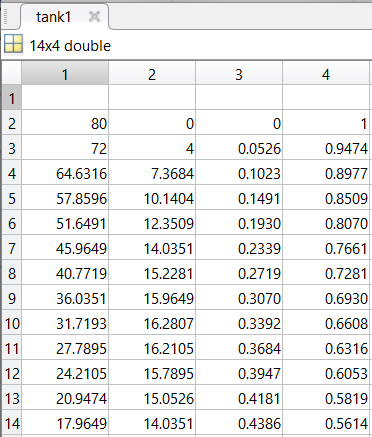 tank1
14x4 double
1 2 3 4
1
2 80 0 0 1
3 72 4 0.0526 0.9474
4 64.6316 7.3684 0.1023 0.8977
5 57.8596 10.1404 0.1491 0.8509
6 51.6491 12.3509 0.1930 0.8070
7 45.9649 14.0351 0.2339 0.7661
8 40.7719 15.2281 0.2719 0.7281
9 36.0351 15.9649 0.3070 0.6930
10 31.7193 16.2807 0.3392 0.6608
11 27.7895 16.2105 0.3684 0.6316
12 24.2105 15.7895 0.3947 0.6053
13 20.9474 15.0526 0.4181 0.5819
14 17.9649 14.0351 0.4386 0.5614